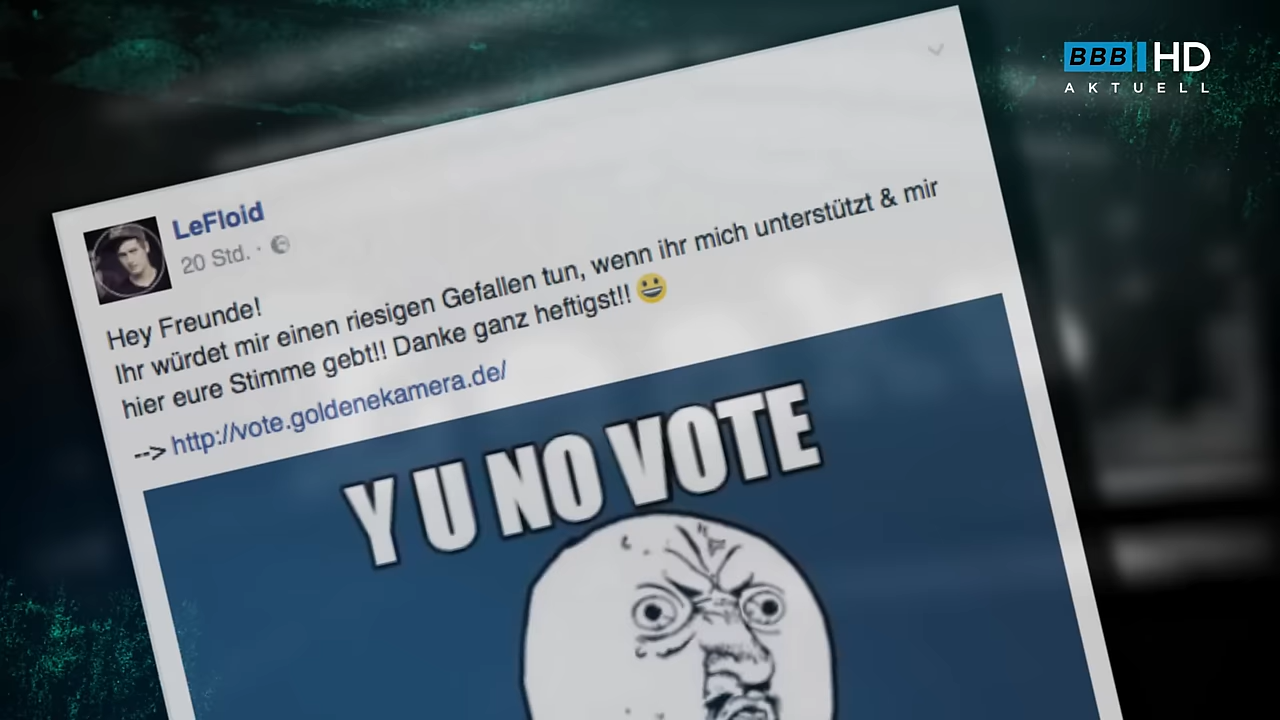 BBB HD
AKTUELL
LeFloid
20 Std. ·
Hey Freunde!
Ihr würdet mir einen riesigen Gefallen tun, wenn ihr mich unterstützt & mir
hier eure Stimme gebt!! Danke ganz heftigst!! 😃
--> http://vote.goldenekamera.de/
Y U NO VOTE